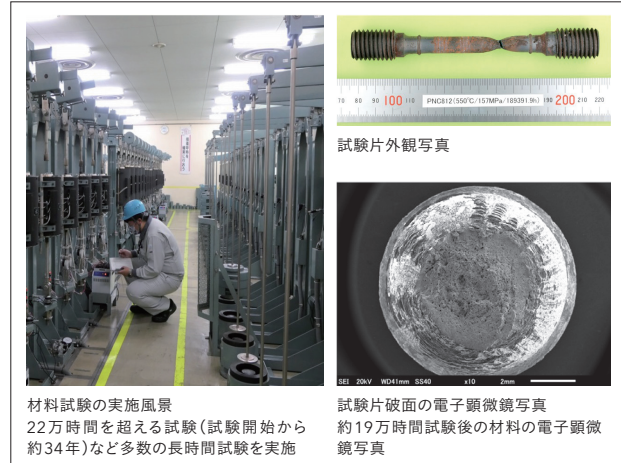 70 80 90 100 110
PNC812(550℃/157MPa/189391.9h)
190 200 210 220
試験片外観写真
SEI 20kV WD41mm SS40 x10 2mm
材料試験の実施風景
22万時間を超える試験(試験開始から
約34年)など多数の長時間試験を実施
試験片破面の電子顕微鏡写真
約19万時間試験後の材料の電子顕微
鏡写真